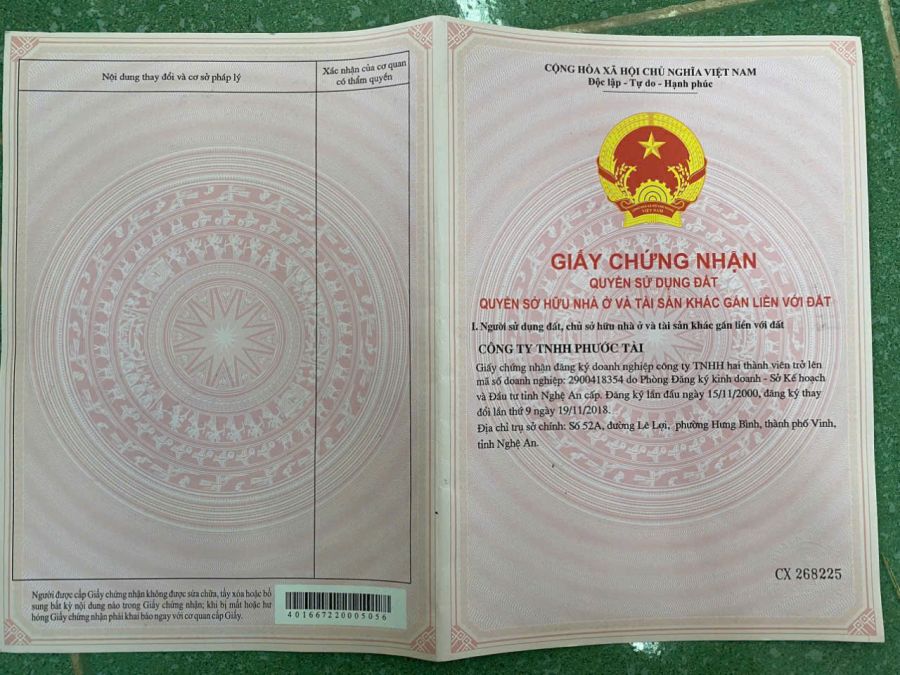 Nội dung thay đổi và cơ sở pháp lý
Xác nhận của cơ quan
có thẩm quyền
Người được cấp Giấy chứng nhận không được sửa chữa, tẩy xóa hoặc bổ
sung bất kỳ nội dung nào trong Giấy chứng nhận; khi bị mất hoặc hư
hỏng Giấy chứng nhận phải khai báo ngay với cơ quan cấp Giấy.
401667220005056
CỘNG HÒA XÃ HỘI CHỦ NGHĨA VIỆT NAM
Độc lập - Tự do - Hạnh phúc
VIỆT NAM
GIẤY CHỨNG NHẬN
QUYỀN SỬ DỤNG ĐẤT
QUYỀN SỞ HỮU NHÀ Ở VÀ TÀI SẢN KHÁC GẮN LIỀN VỚI ĐẤT
I. Người sử dụng đất, chủ sở hữu nhà ở và tài sản khác gắn liền với đất
CÔNG TY TNHH PHƯỚC TÀI
Giấy chứng nhận đăng ký doanh nghiệp công ty TNHH hai thành viên trở lên
mã số doanh nghiệp: 2900418354 do Phòng Đăng ký kinh doanh - Sở Kế hoạch
và Đầu tư tỉnh Nghệ An cấp. Đăng ký lần đầu ngày 15/11/2000, đăng ký thay
đổi lần thứ 9 ngày 19/11/2018.
Địa chỉ trụ sở chính: Số 52A, đường Lê Lợi, phường Hưng Bình, thành phố Vinh,
tỉnh Nghệ An.
CX 268225